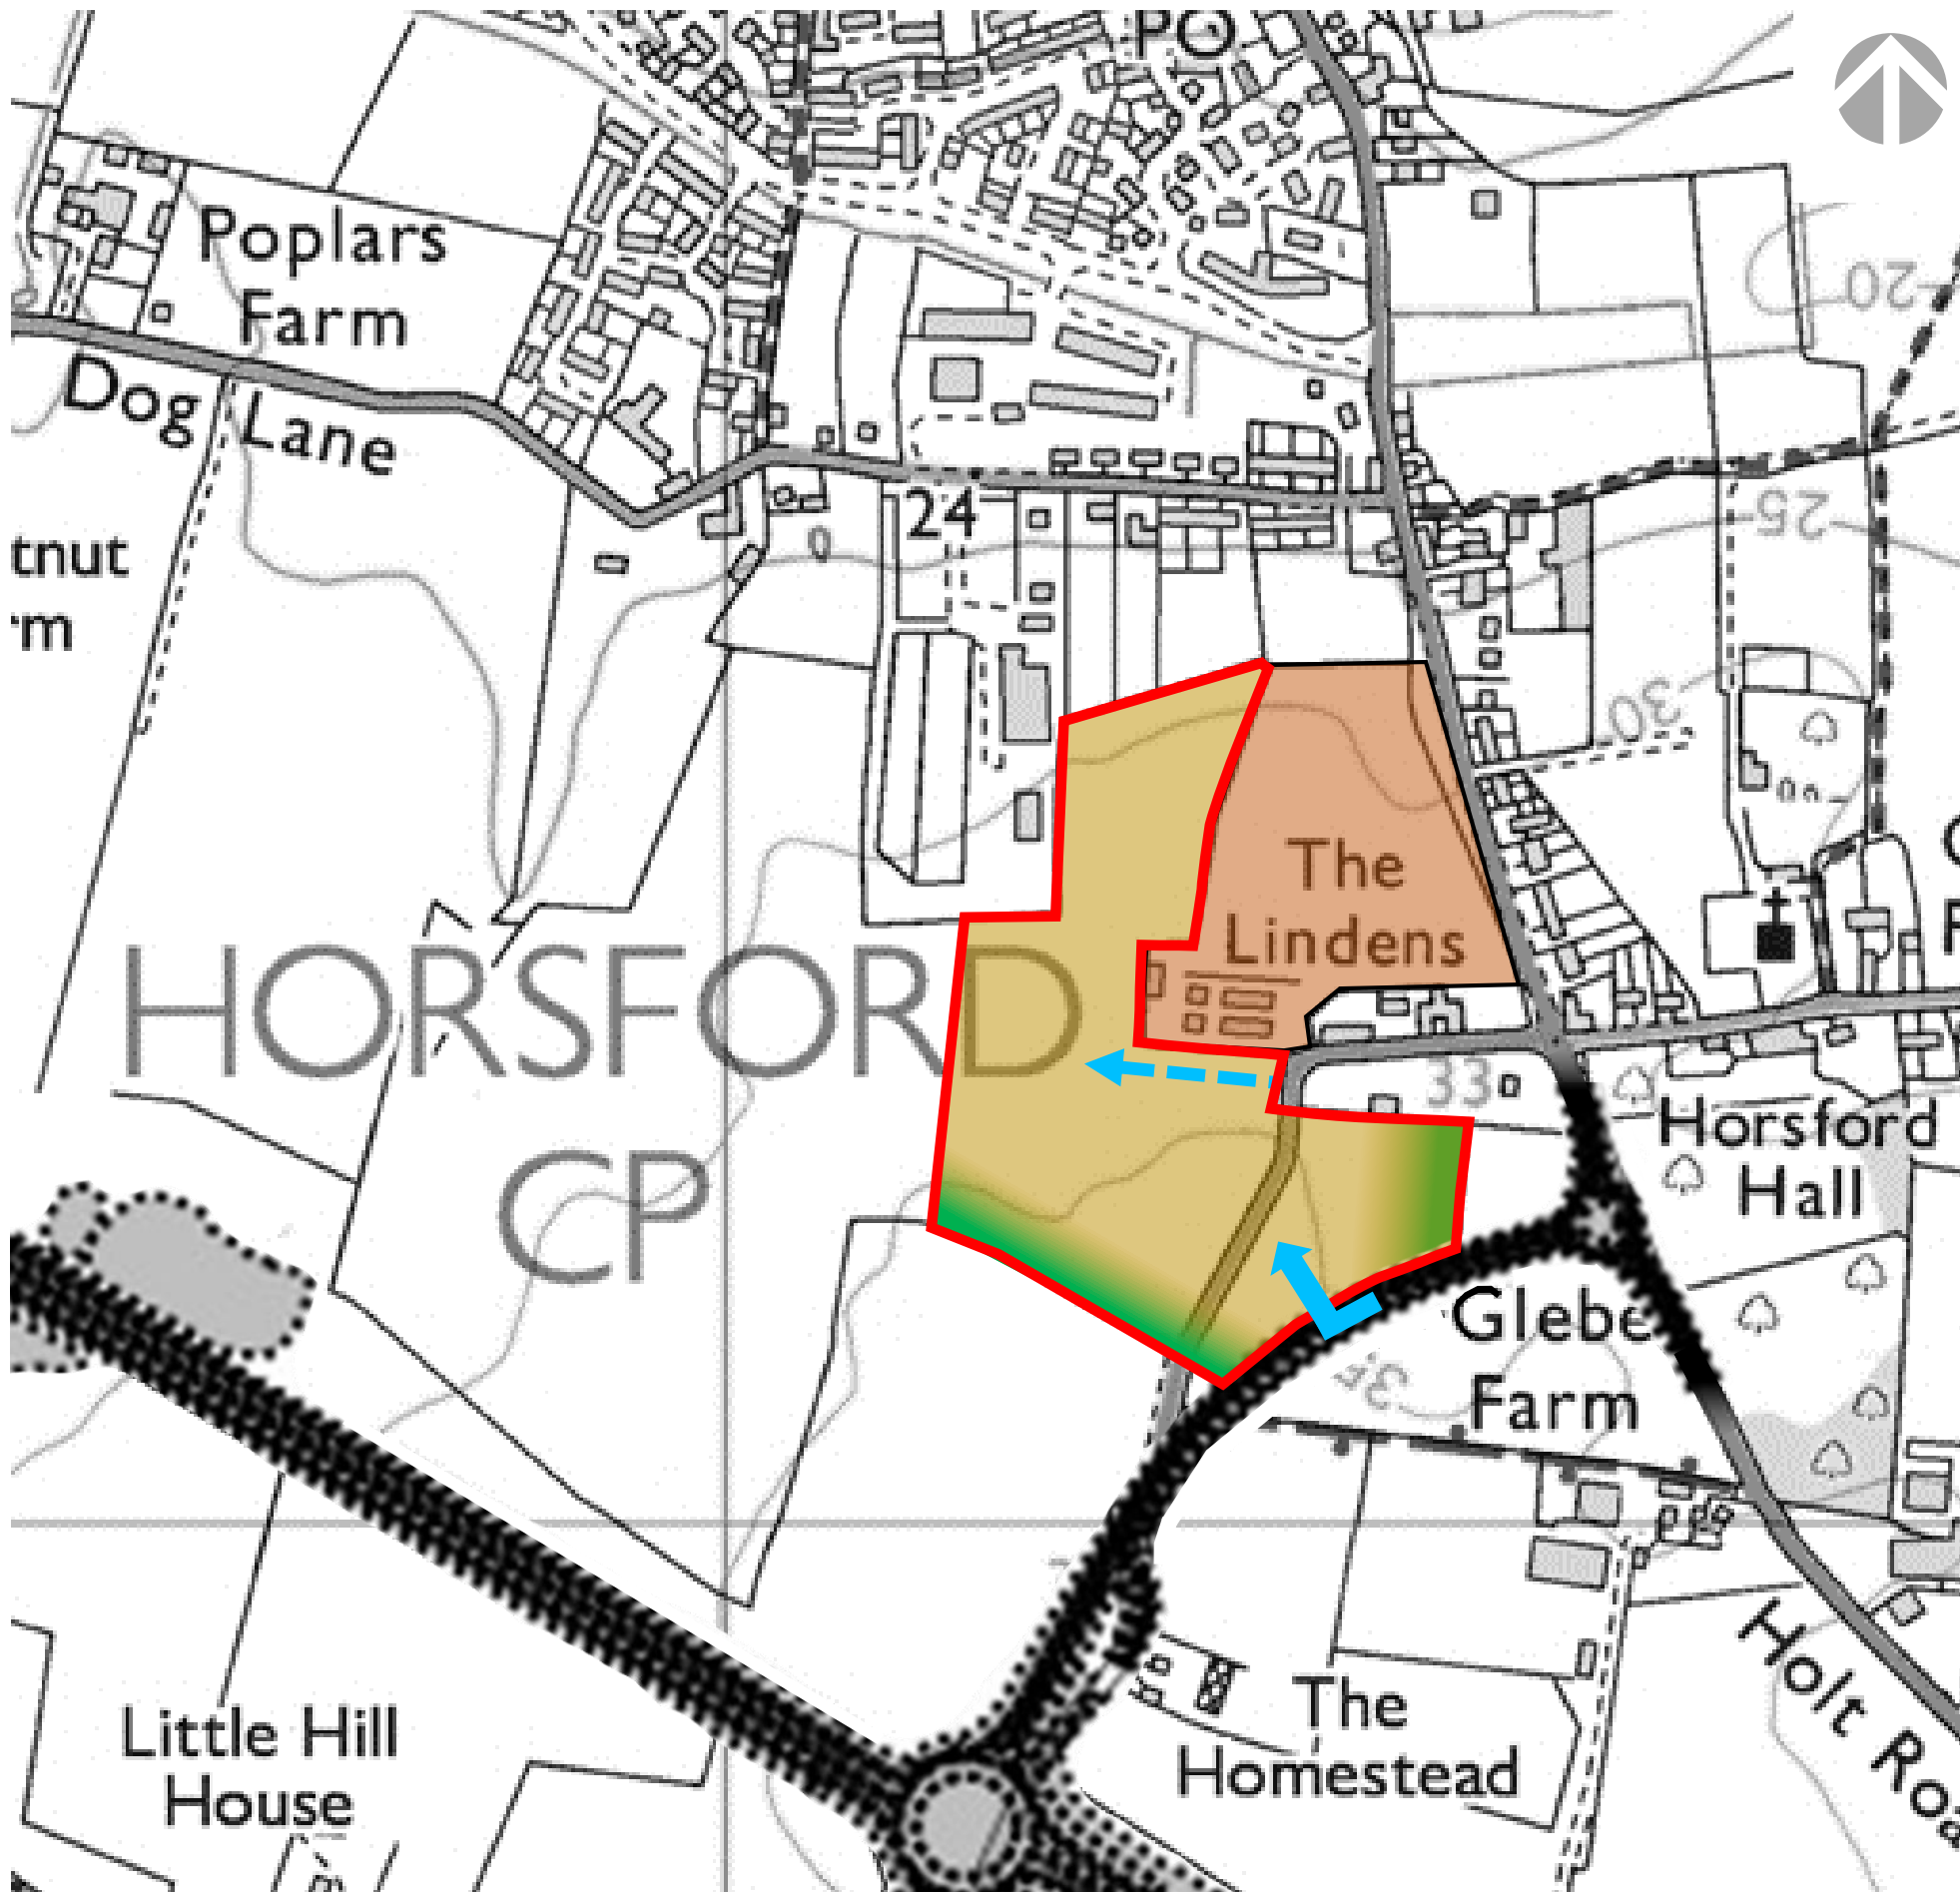 PO
Poplars
Farm
20
Dog Lane
24
25
tnut
rm
30
The
Lindens
HORSFORD
CP
33
Horsford
Hall
Glebe
Farm
Little Hill
House
The
Homestead
Holt Roa